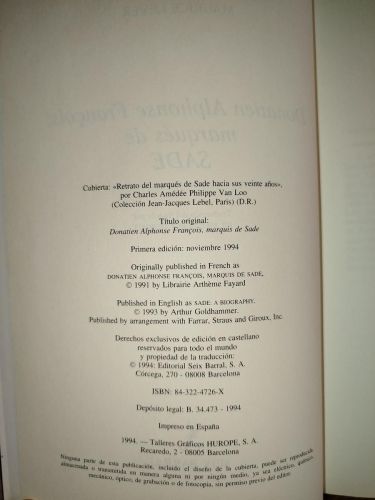 Cubierta: «Retrato del marqués de Sade hacia sus veinte años»,
por Charles Amédée Philippe Van Loo
(Colección Jean-Jacques Lebel, Paris) (D.R.)
Título original:
Donatien Alphonse François, marquis de Sade
Primera edición: noviembre 1994
Originally published in French as
DONATIEN ALPHONSE FRANÇOIS, MARQUIS DE SADE,
© 1991 by Librairie Arthème Fayard
Published in English as SADE: A BIOGRAPHY.
© 1993 by Arthur Goldhammer.
Published by arrangement with Farrar, Straus and Giroux, Inc
Derechos exclusivos de edición en castellano
reservados para todo el mundo
y propiedad de la traducción:
© 1994: Editorial Seix Barral, S. A.
Córcega, 270 - 08008 Barcelona
ISBN: 84-322-4726-X
Depósito legal: B. 34.473 - 1994
Impreso en España
1994. — Talleres Gráficos HUROPE, S. A.
Recaredo, 2 - 08005 Barcelona
Ninguna parte de esta publicación, incluido el diseño de la cubierta, puede ser reproducida,
almacenada o transmitida en manera alguna ni por ningún medio, ya sea eléctrico, químico,
mecánico, óptico, de grabación o de fotocopia, sin permiso previo del editor.